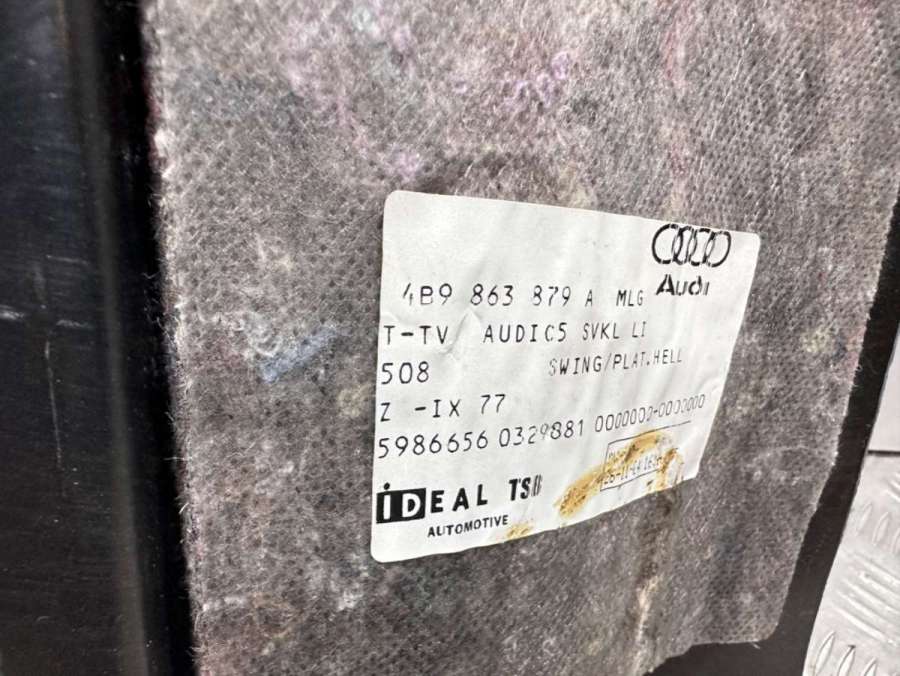 Audi
4B9 863 879 A MLG
T-TV AUDIC5 SVKL LI
508 SWING/PLAT.HELL
Z -IX 77
5986656 0329881 0000000-0000000
iDEAL TSB
AUTOMOTIVE